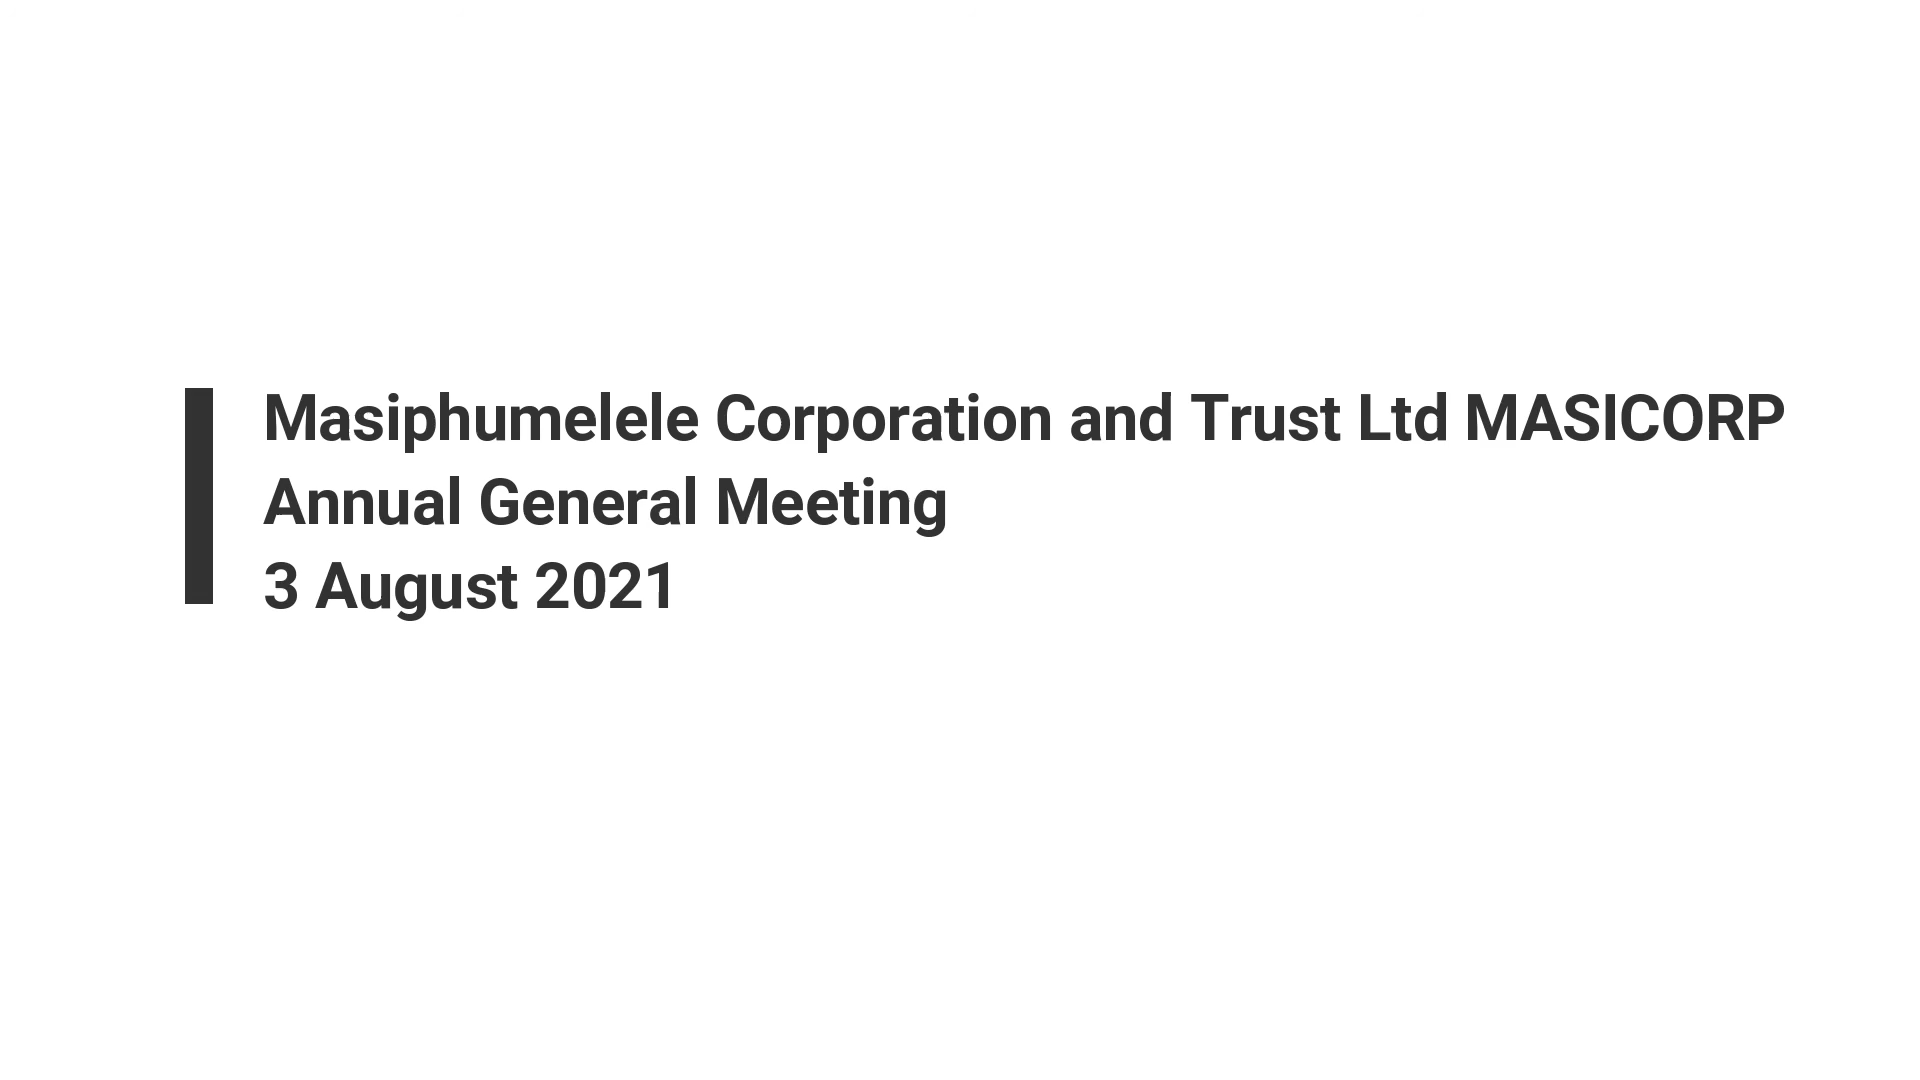 Masiphumelele Corporation and Trust Ltd MASICORP
Annual General Meeting
3 August 2021